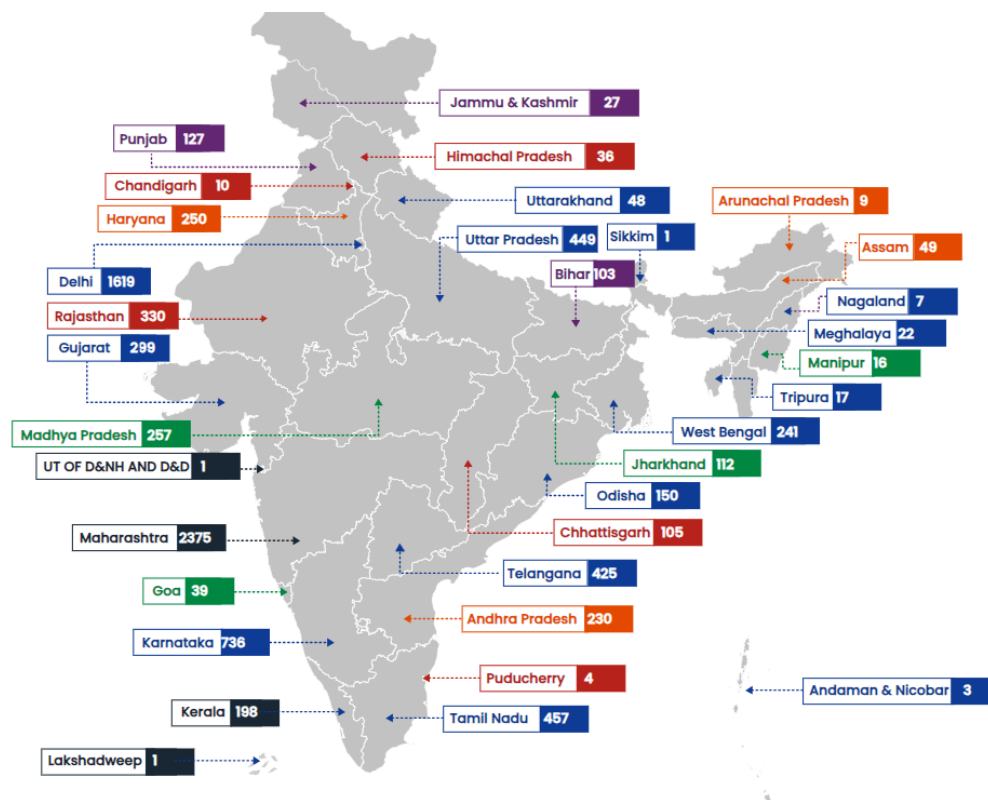 Jammu & Kashmir 27
Punjab 127
Himachal Pradesh 36
Chandigarh 10
Uttarakhand 48
Arunachal Pradesh 9
Haryana 250
Uttar Pradesh 449
Sikkim 1
Assam 49
Delhi 1619
Bihar 103
Nagaland 7
Rajasthan 330
Meghalaya 22
Gujarat 299
Manipur 16
Tripura 17
Madhya Pradesh 257
West Bengal 241
UT OF D&NH AND D&D 1
Jharkhand 112
Odisha 150
Maharashtra 2375
Chhattisgarh 105
Telangana 425
Goa 39
Andhra Pradesh 230
Karnataka 736
Puducherry 4
Andaman & Nicobar 3
Kerala 198
Tamil Nadu 457
Lakshadweep 1